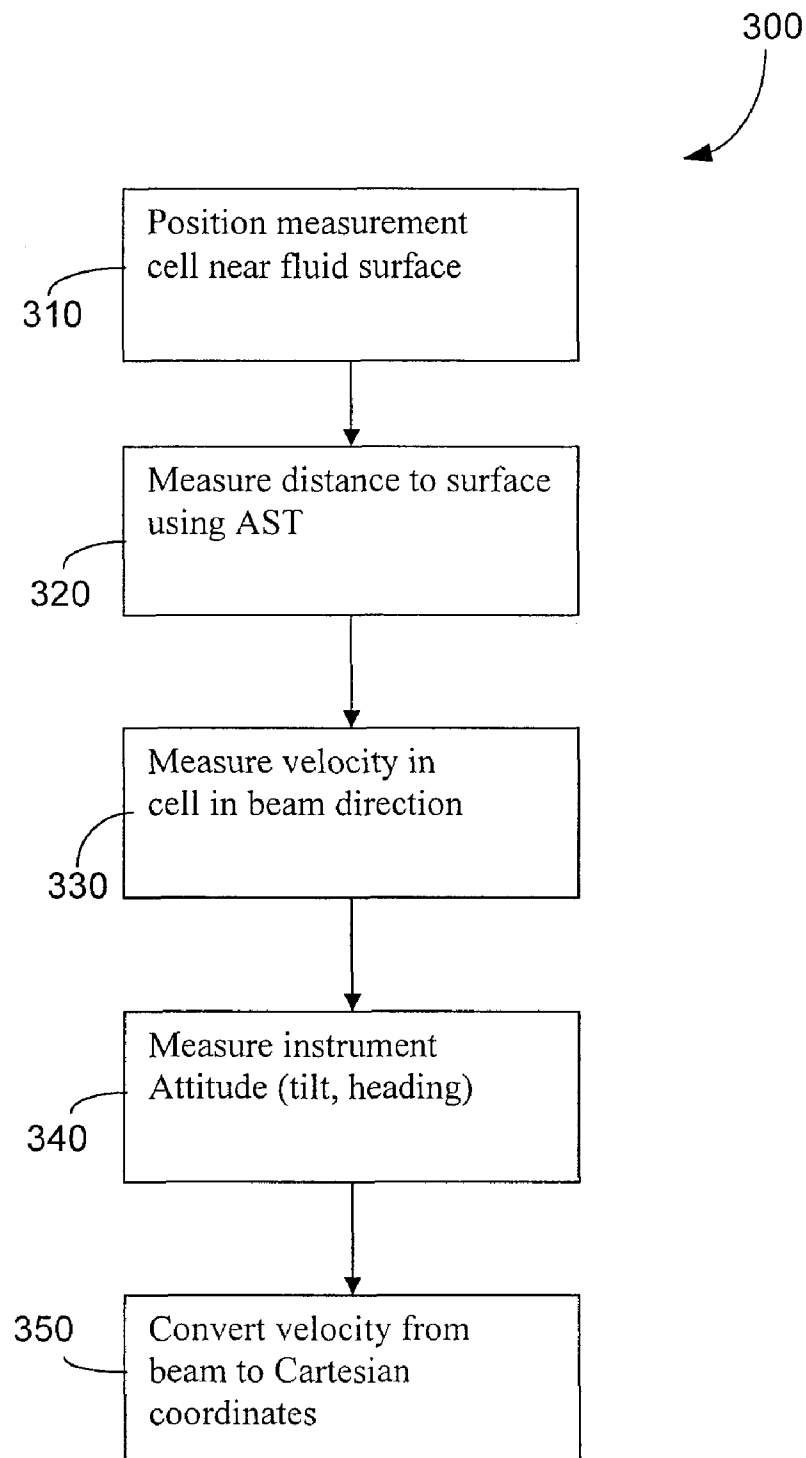 300
Position measurement
cell near fluid surface
310
Measure distance to surface
using AST
320
Measure velocity in
cell in beam direction
330
Measure instrument
Attitude (tilt, heading)
340
350
Convert velocity from
beam to Cartesian
coordinates